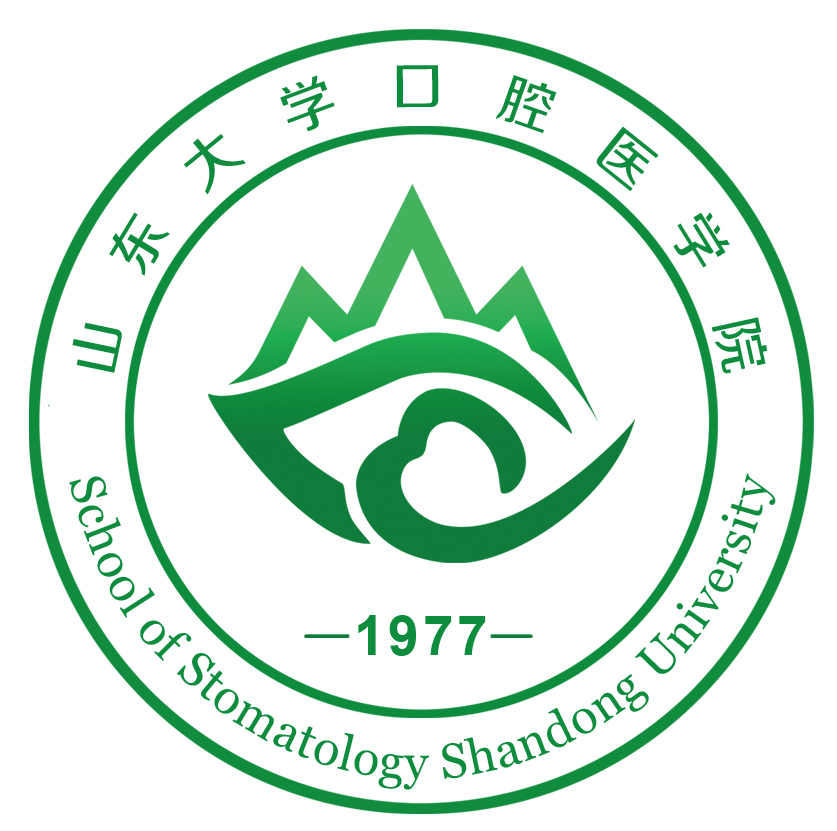 山东大学口腔医学院
—1977—
School of Stomatology Shandong University